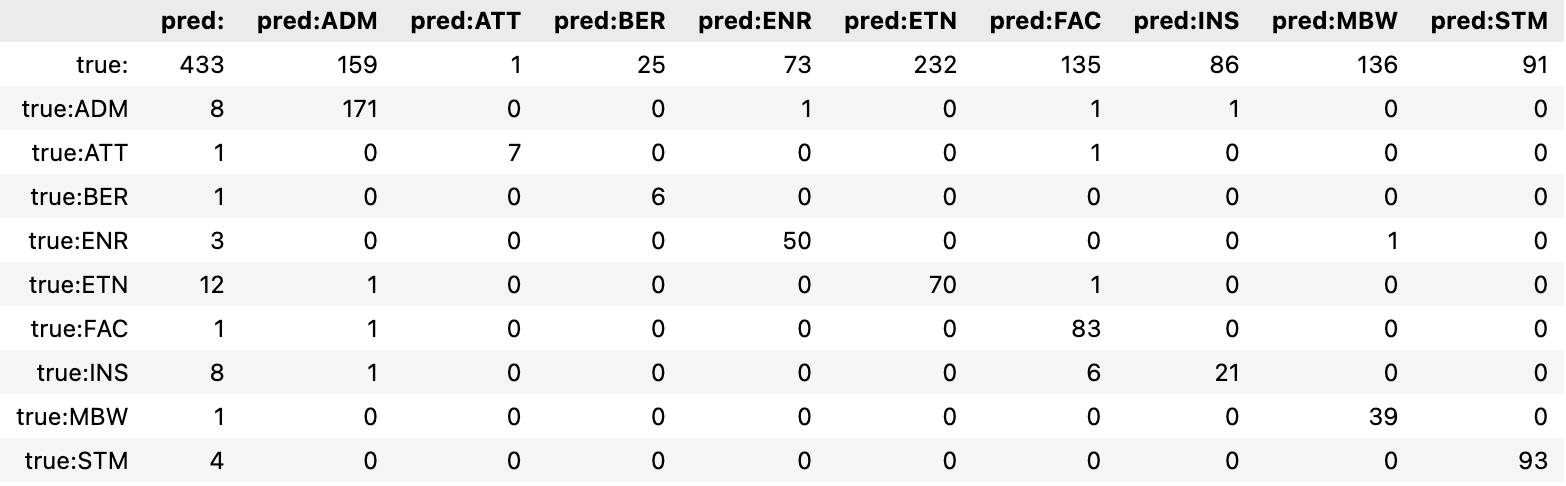 pred: pred:ADM pred:ATT pred:BER pred:ENR pred:ETN pred:FAC pred:INS pred:MBW pred:STM
true: 433 159 1 25 73 232 135 86 136 91
true:ADM 8 171 0 0 1 0 1 1 0 0
true:ATT 1 0 7 0 0 0 1 0 0 0
true:BER 1 0 0 6 0 0 0 0 0 0
true:ENR 3 0 0 0 50 0 0 0 1 0
true:ETN 12 1 0 0 0 70 1 0 0 0
true:FAC 1 1 0 0 0 0 83 0 0 0
true:INS 8 1 0 0 0 0 6 21 0 0
true:MBW 1 0 0 0 0 0 0 0 39 0
true:STM 4 0 0 0 0 0 0 0 0 93